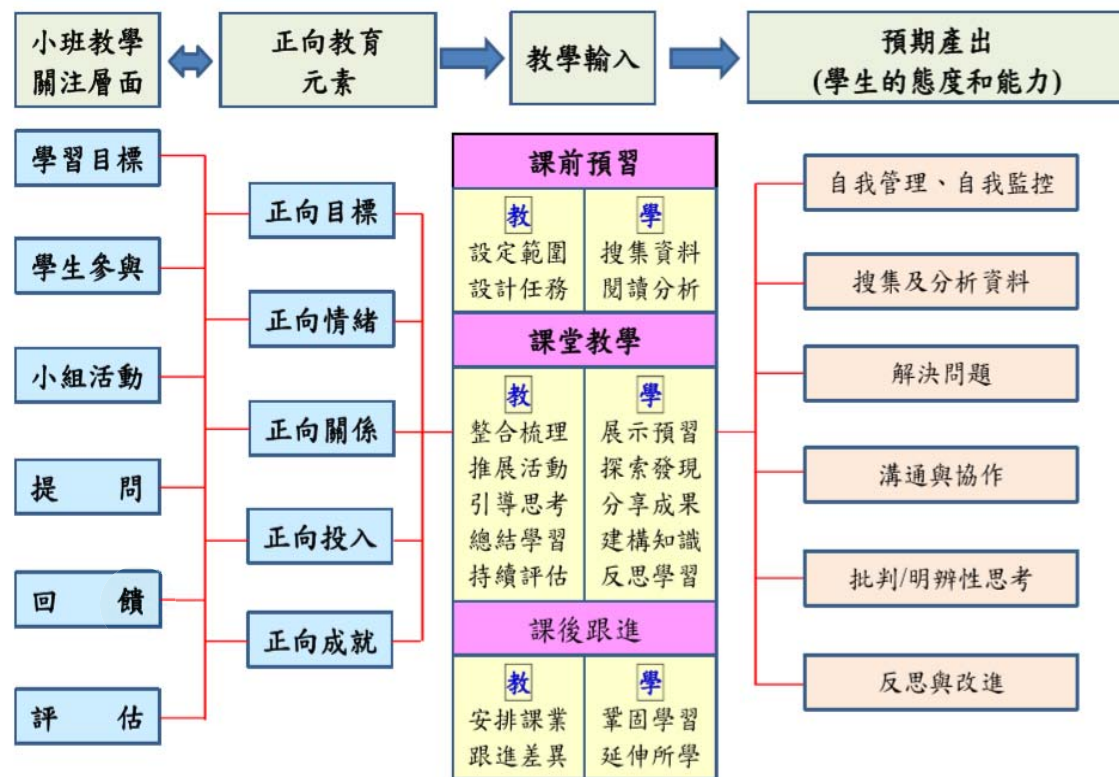 小班教學
關注層面
正向教育
元素
教學輸入
預期產出
(學生的態度和能力)
學習目標
學生參與
小組活動
提 問
回 饋
評 估
正向目標
正向情緒
正向關係
正向投入
正向成就
課前預習
教
設定範圍
設計任務
學
搜集資料
閱讀分析
課堂教學
教
整合梳理
推展活動
引導思考
總結學習
持續評估
學
展示預習
探索發現
分享成果
建構知識
反思學習
課後跟進
教
安排課業
跟進差異
學
鞏固學習
延伸所學
自我管理、自我監控
搜集及分析資料
解決問題
溝通與協作
批判/明辨性思考
反思與改進